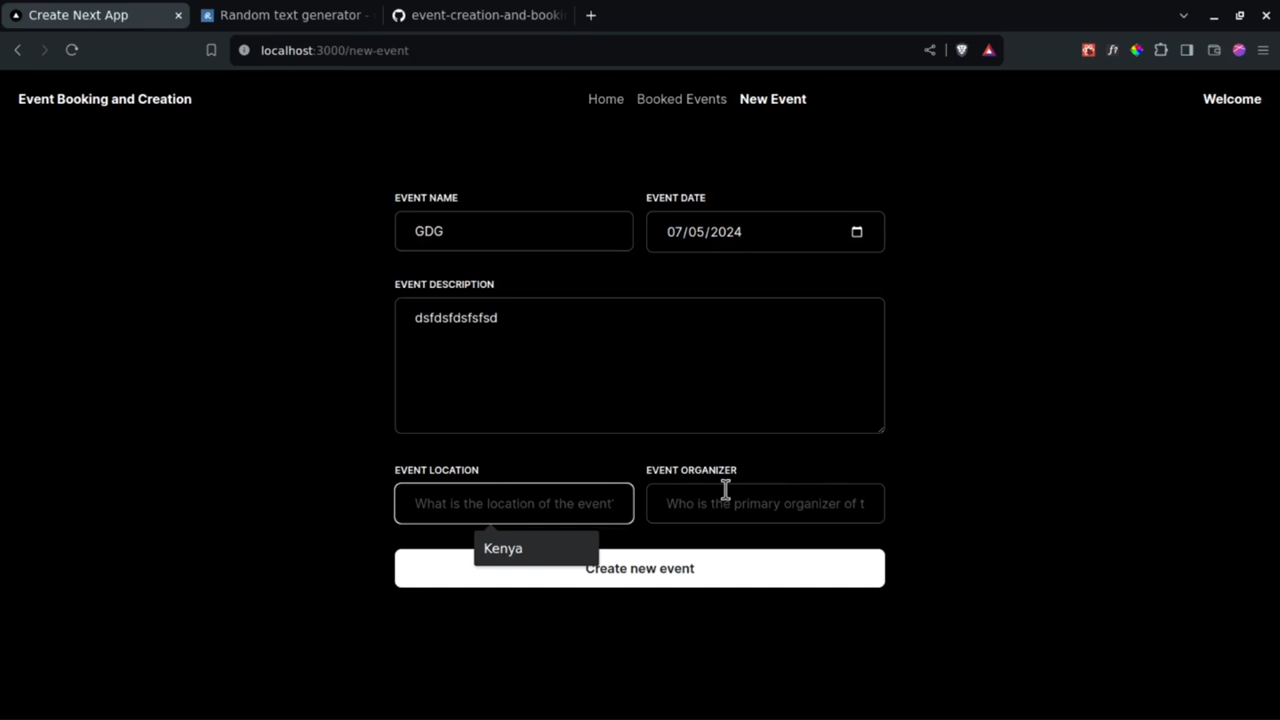 Create Next App
Random text generator -
event-creation-and-booki
localhost:3000/new-event
f?
Event Booking and Creation
Home
Booked Events
New Event
Welcome
EVENT NAME
EVENT DATE
GDG
07/05/2024
EVENT DESCRIPTION
dsfdsfdsfsfsd
EVENT LOCATION
EVENT ORGANIZER
What is the location of the event'
Who is the primary organizer of t
Kenya
Create new event